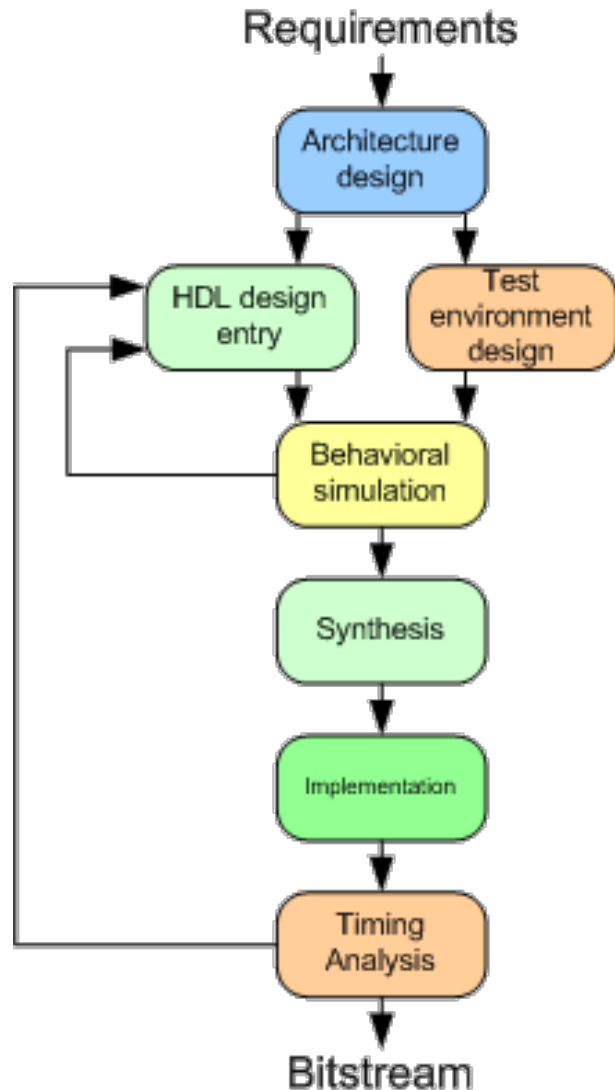 Requirements
Architecture
design
HDL design
entry
Test
environment
design
Behavioral
simulation
Synthesis
Implementation
Timing
Analysis
Bitstream